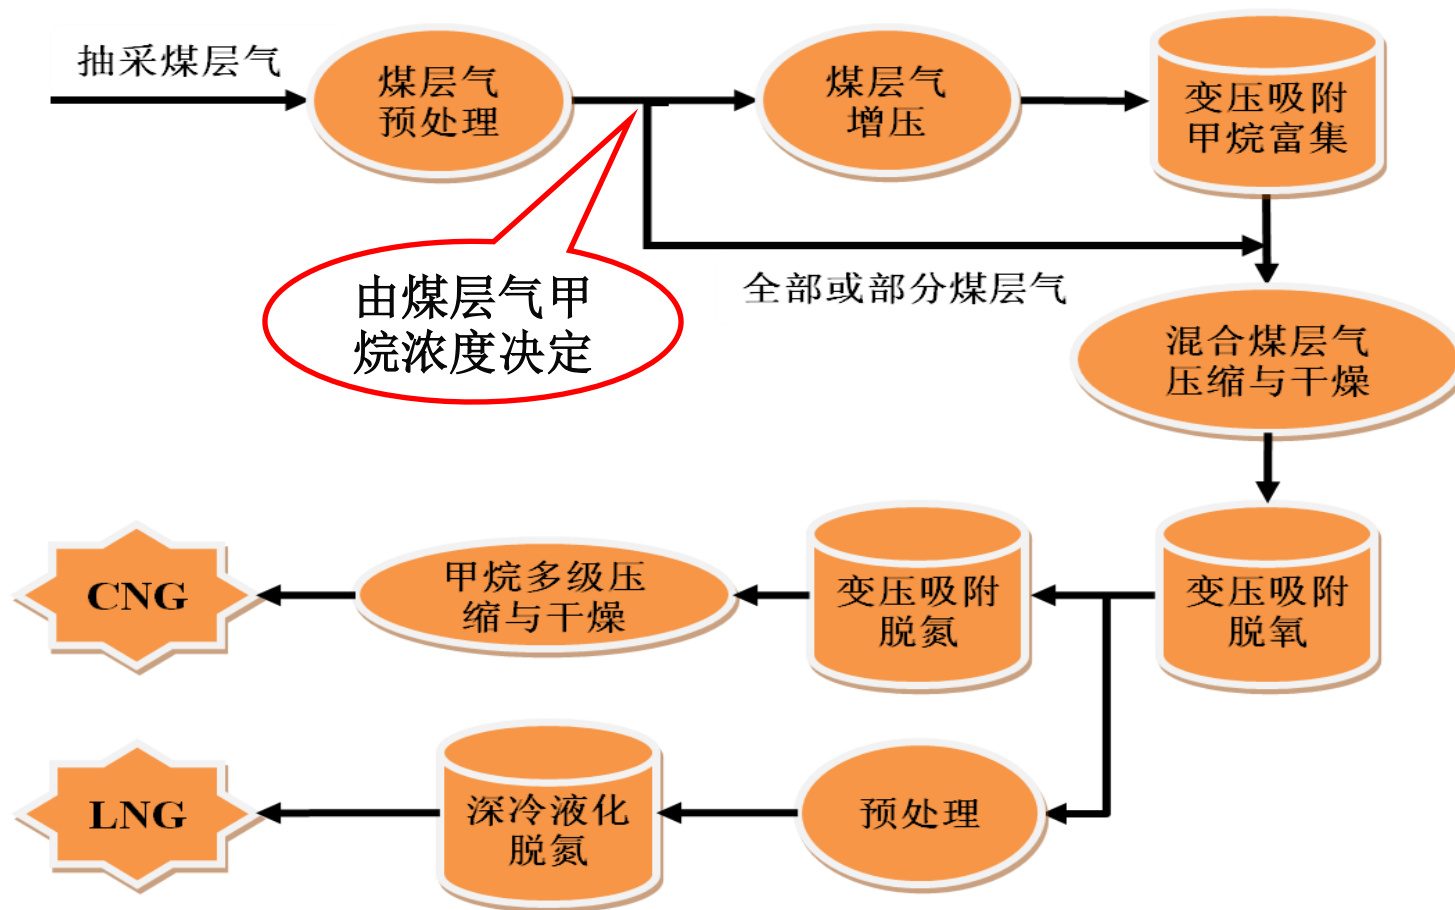 抽采煤层气
煤层气
预处理
煤层气
增压
变压吸附
甲烷富集
由煤层气甲
烷浓度决定
全部或部分煤层气
混合煤层气
压缩与干燥
CNG
甲烷多级压
缩与干燥
变压吸附
脱氮
变压吸附
脱氧
LNG
深冷液化
脱氮
预处理